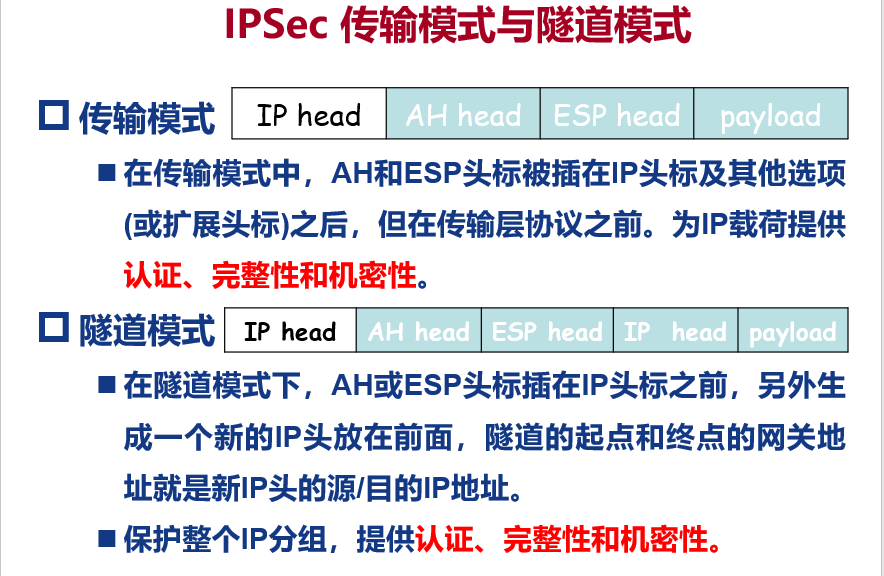 IPSec 传输模式与隧道模式
传输模式 IP head AH head ESP head payload
在传输模式中，AH和ESP头标被插在IP头标及其他选项
(或扩展头标)之后，但在传输层协议之前。为IP载荷提供
认证、完整性和机密性。
隧道模式 IP head AH head ESP head IP head payload
在隧道模式下，AH或ESP头标插在IP头标之前，另外生
成一个新的IP头放在前面，隧道的起点和终点的网关地
址就是新IP头的源/目的IP地址。
保护整个IP分组，提供认证、完整性和机密性。